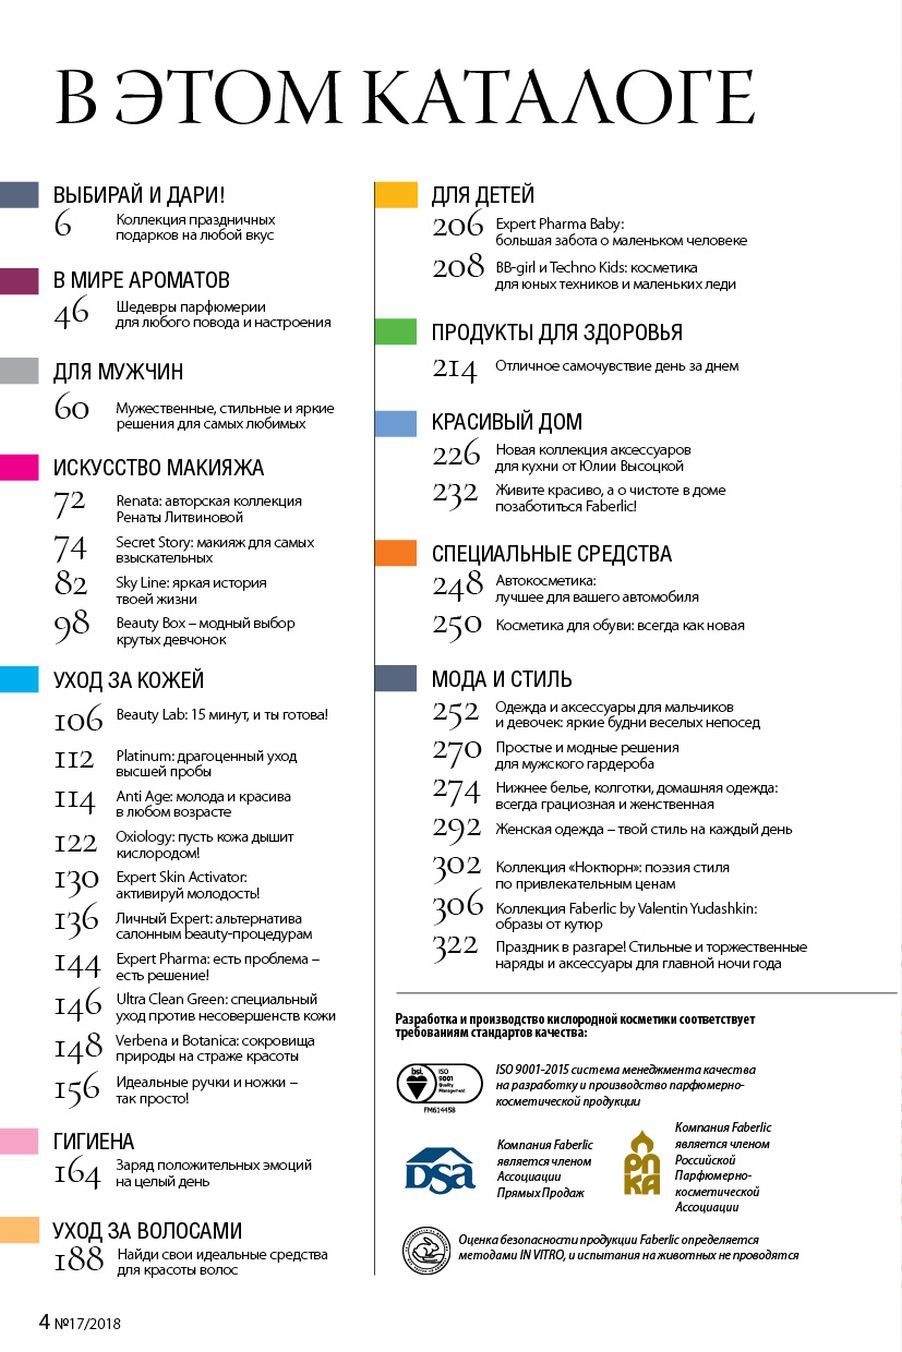 В ЭТОМ КАТАЛОГЕ
ВЫБИРАЙ И ДАРИ!
6
Коллекция праздничных
подарков на любой вкус
В МИРЕ АРОМАТОВ
46
Шедевры парфюмерии
для любого повода и настроения
ДЛЯ МУЖЧИН
60
Мужественные, стильные и яркие
решения для самых любимых
ИСКУССТВО МАКИЯЖА
72
Renata: авторская коллекция
Ренаты Литвиновой
74
Secret Story: макияж для самых
взыскательных
82
Sky Line: яркая история
твоей жизни
98
Beauty Box – модный выбор
крутых девчонок
УХОД ЗА КОЖЕЙ
106
Beauty Lab: 15 минут, и ты готова!
112
Platinum: драгоценный уход
высшей пробы
114
Anti Age: молода и красива
в любом возрасте
122
Oxiology: пусть кожа дышит
кислородом!
130
Expert Skin Activator:
активируй молодость!
136
Личный Expert: альтернатива
салонным beauty-процедурам
144
Expert Pharma: есть проблема –
есть решение!
146
Ultra Clean Green: специальный
уход против несовершенств кожи
148
Verbena и Botanica: сокровища
природы на страже красоты
156
Идеальные ручки и ножки –
так просто!
ГИГИЕНА
164
Заряд положительных эмоций
на целый день
УХОД ЗА ВОЛОСАМИ
188
Найди свои идеальные средства
для красоты волос
ДЛЯ ДЕТЕЙ
206
Expert Pharma Baby:
большая забота о маленьком человеке
208
BB-girl и Techno Kids: косметика
для юных техников и маленьких леди
ПРОДУКТЫ ДЛЯ ЗДОРОВЬЯ
214
Отличное самочувствие день за днем
КРАСИВЫЙ ДОМ
226
Новая коллекция аксессуаров
для кухни от Юлии Высоцкой
232
Живите красиво, а о чистоте в доме
позаботиться Faberlic!
СПЕЦИАЛЬНЫЕ СРЕДСТВА
248
Автокосметика:
лучшее для вашего автомобиля
250
Косметика для обуви: всегда как новая
МОДА И СТИЛЬ
252
Одежда и аксессуары для мальчиков
и девочек: яркие будни веселых непосед
270
Простые и модные решения
для мужского гардероба
274
Нижнее белье, колготки, домашняя одежда:
всегда грациозная и женственная
292
Женская одежда – твой стиль на каждый день
302
Коллекция «Ноктюрн»: поэзия стиля
по привлекательным ценам
306
Коллекция Faberlic by Valentin Yudashkin:
образы от кутюр
322
Праздник в разгаре! Стильные и торжественные
наряды и аксессуары для главной ночи года
Разработка и производство кислородной косметики соответствует
требованиям стандартов качества:
bsi.
ISO
9001
Quality
Management
FM614458
ISO 9001-2015 система менеджмента качества
на разработку и производство парфюмерно-
косметической продукции
DSA
Компания Faberlic
является членом
Ассоциации
Прямых Продаж
РПКА
Компания Faberlic
является членом
Российской
Парфюмерно-
косметической
Ассоциации
Оценка безопасности продукции Faberlic определяется
методами IN VITRO, и испытания на животных не проводятся
4 №17/2018